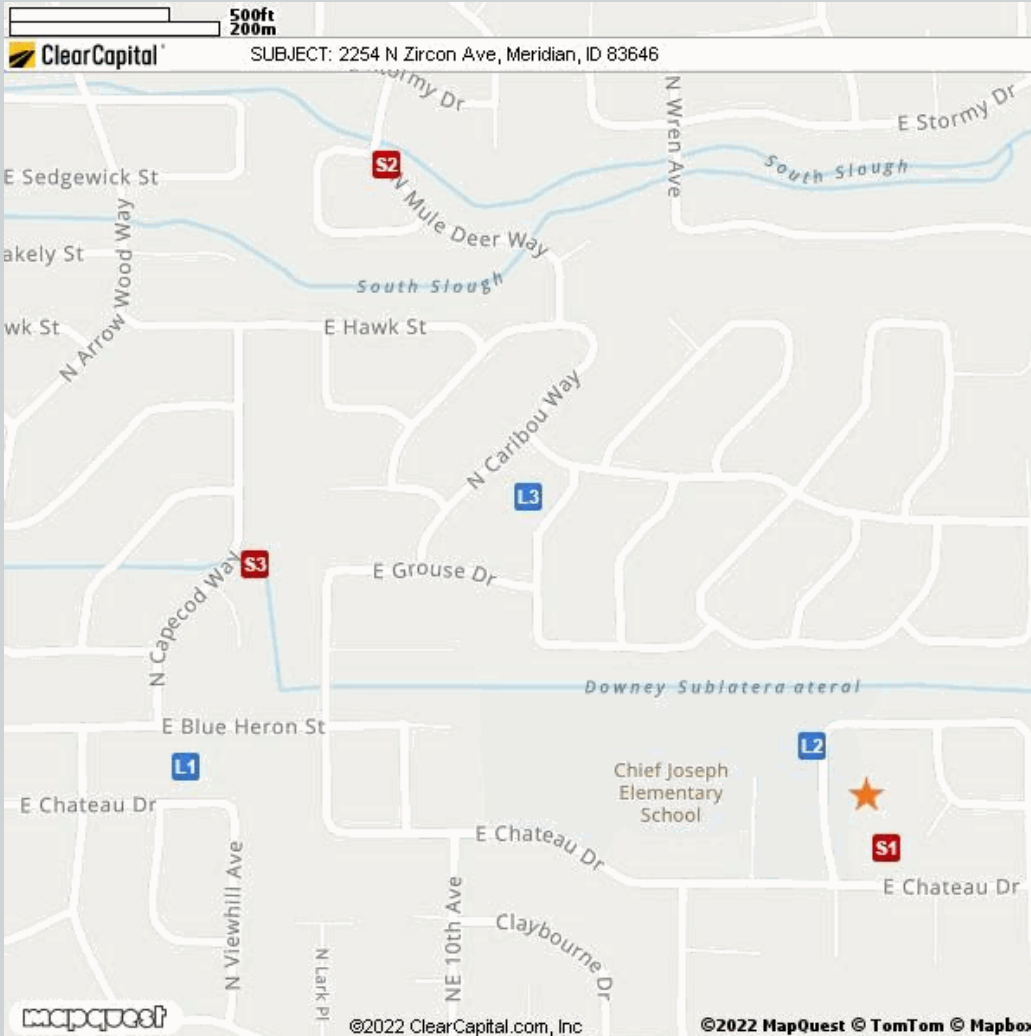 500ft
200m
ClearCapital
SUBJECT: 2254 N Zircon Ave, Meridian, ID 83646
N Wren Ave
E Stormy Dr
S2
South Slough
E Sedgewick St
N Mule Deer Way
N Arrow Wood Way
akely St
South Slough
wk St
E Hawk St
N Caribou Way
L3
S3
E Grouse Dr
N Capecod Way
Downey Sublatera ateral
E Blue Heron St
L1
L2
Chief Joseph
Elementary
School
E Chateau Dr
E Chateau Dr
S1
E Chateau Dr
N Viewhill Ave
NE 10th Ave
Claybourne Dr
N Lark Pl
mapquest
©2022 ClearCapital.com, Inc
©2022 MapQuest © TomTom © Mapbo